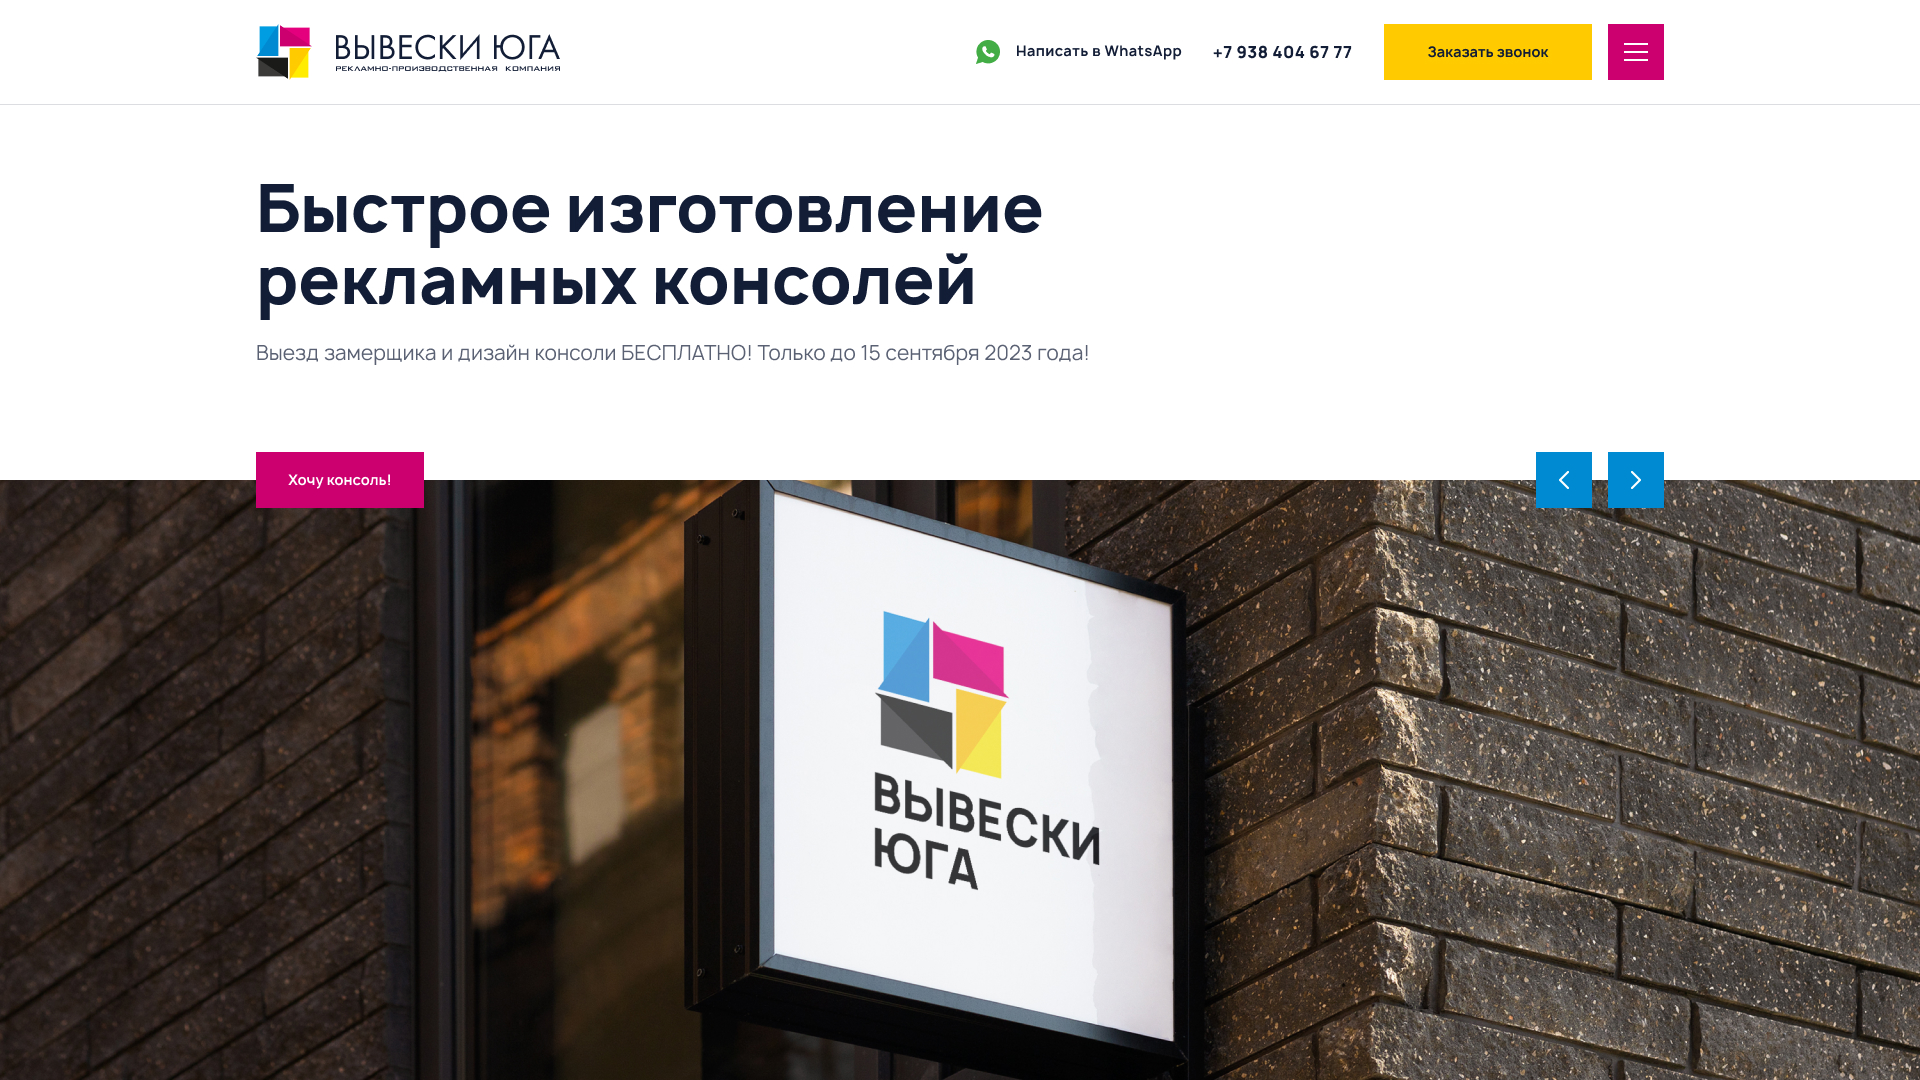 ВЫВЕСКИ ЮГА
РЕКЛАМНО-ПРОИЗВОДСТВЕННАЯ КОМПАНИЯ
Написать в WhatsApp
+7 938 404 67 77
Заказать звонок
Быстрое изготовление
рекламных консолей
Выезд замерщика и дизайн консоли БЕСПЛАТНО! Только до 15 сентября 2023 года!
Хочу консоль!
ВЫВЕСКИ
ЮГА